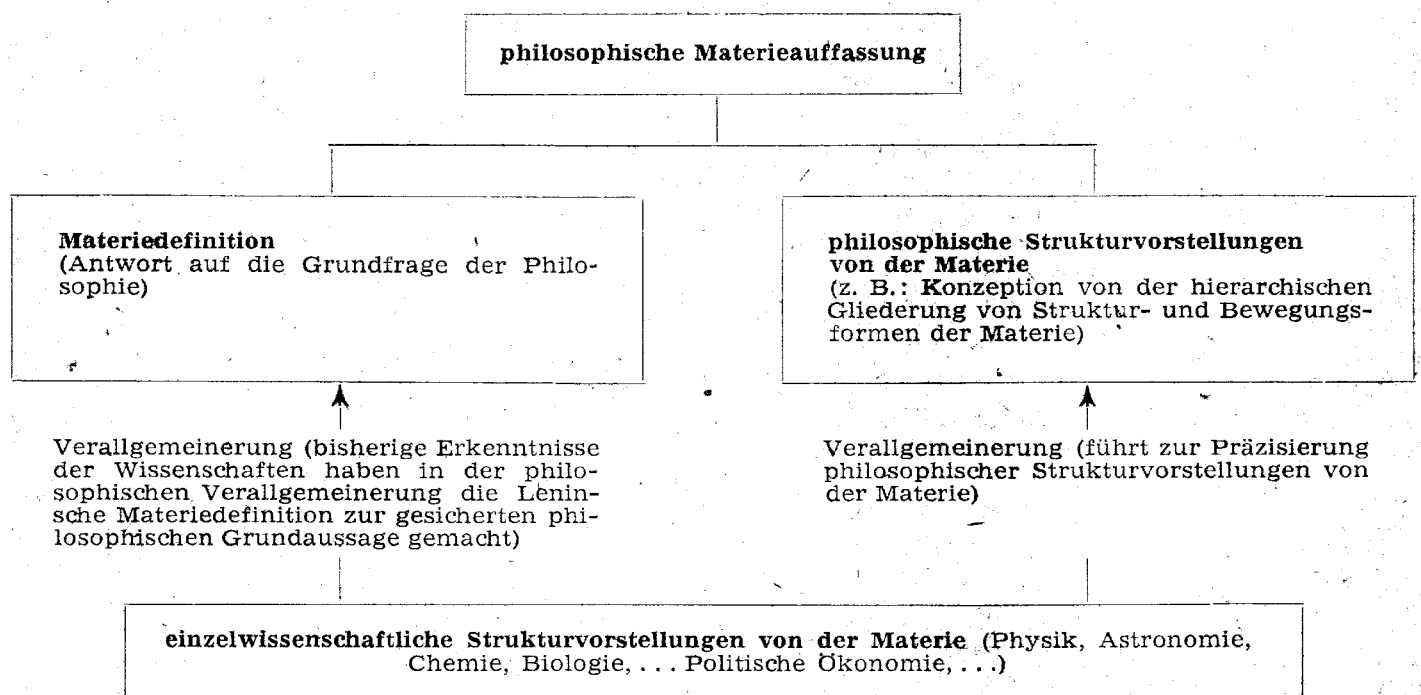 philosophische Materieauffassung
Materiedefinition
(Antwort auf die Grundfrage der Philo-
sophie)
philosophische Strukturvorstellungen
von der Materie
(z. B.: Konzeption von der hierarchischen
Gliederung von Struktur- und Bewegungs-
formen der Materie)
Verallgemeinerung (bisherige Erkenntnisse
der Wissenschaften haben in der philo-
sophischen Verallgemeinerung die Lenin-
sche Materiedefinition zur gesicherten phi-
losophischen Grundaussage gemacht)
Verallgemeinerung (führt zur Präzisierung
philosophischer Strukturvorstellungen von
der Materie)
einzelwissenschaftliche Strukturvorstellungen von der Materie (Physik, Astronomie,
Chemie, Biologie, . . . Politische Ökonomie, . . .)